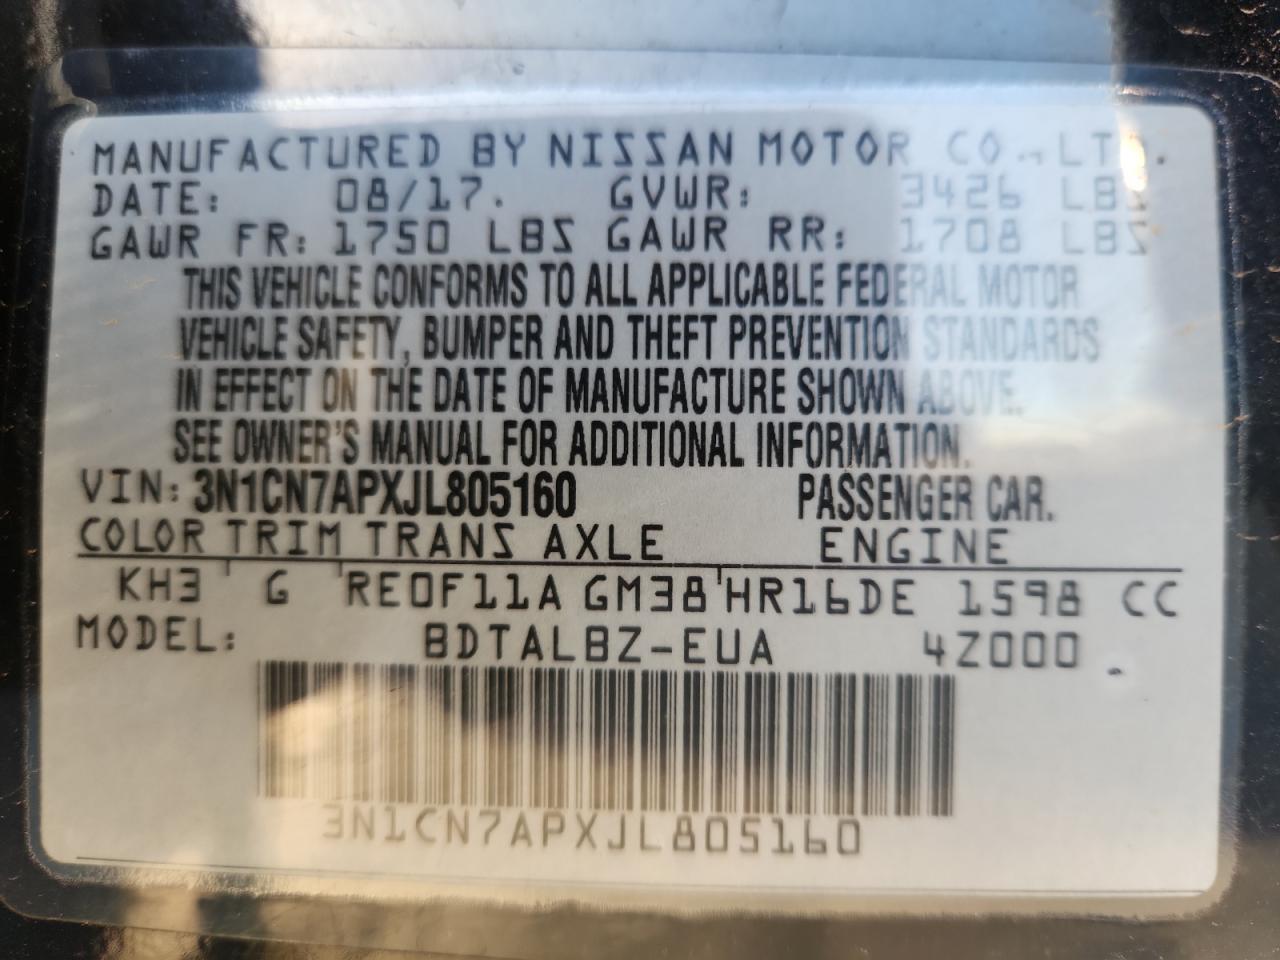 MANUFACTURED BY NISSAN MOTOR CO., LTD.
DATE: 08/17. GVWR: 3426 LBS
GAWR FR: 1750 LBS GAWR RR: 1708 LBS
THIS VEHICLE CONFORMS TO ALL APPLICABLE FEDERAL MOTOR
VEHICLE SAFETY, BUMPER AND THEFT PREVENTION STANDARDS
IN EFFECT ON THE DATE OF MANUFACTURE SHOWN ABOVE.
SEE OWNER'S MANUAL FOR ADDITIONAL INFORMATION.
VIN: 3N1CN7APXJL805160 PASSENGER CAR.
COLOR TRIM TRANS AXLE ENGINE
KH3 G RE0F11A GM38 HR16DE 1598 CC
MODEL: BDTALBZ-EUA 4Z000
3N1CN7APXJL805160